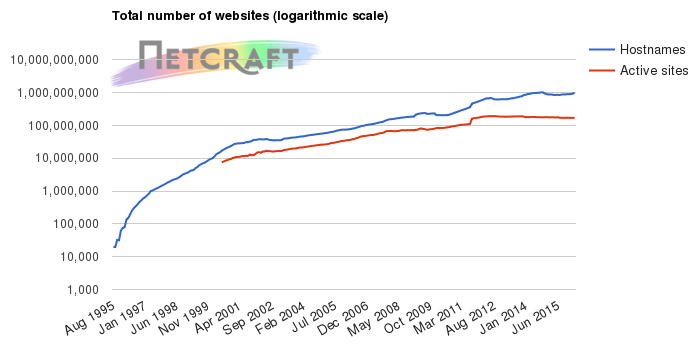 Total number of websites (logarithmic scale)
NETCRAFT
Hostnames
Active sites
10,000,000,000
1,000,000,000
100,000,000
10,000,000
1,000,000
100,000
10,000
1,000
Aug 1995
Jan 1997
Jun 1998
Nov 1999
Apr 2001
Sep 2002
Feb 2004
Jul 2005
Dec 2006
May 2008
Oct 2009
Mar 2011
Aug 2012
Jan 2014
Jun 2015